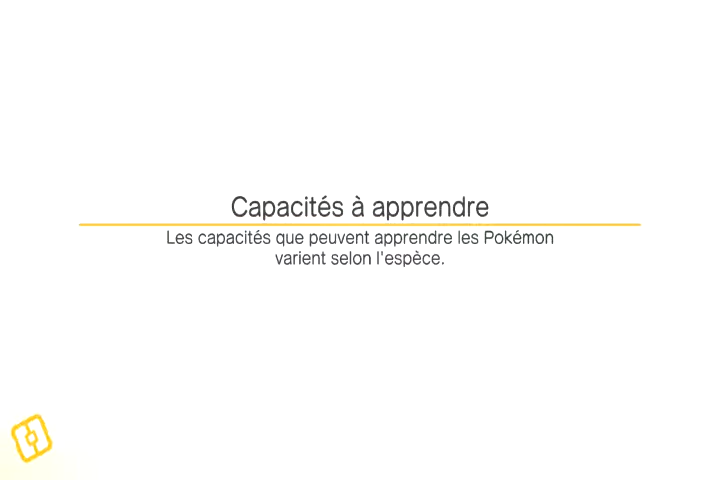 Capacités à apprendre
Les capacités que peuvent apprendre les Pokémon
varient selon l'espèce.